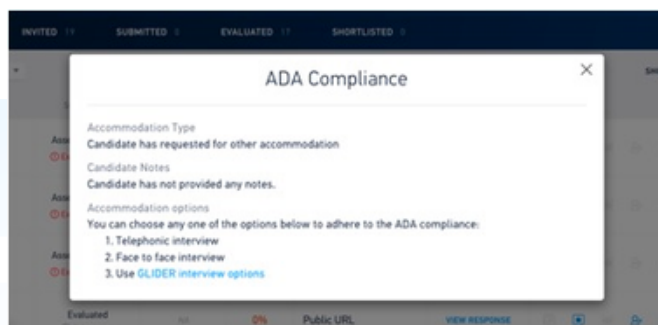 INVITED 19 SUBMITTED 0 EVALUATED 17 SHORTLISTED 0
ADA Compliance
Accommodation Type
Candidate has requested for other accommodation
Candidate Notes
Candidate has not provided any notes.
Accommodation options
You can choose any one of the options below to adhere to the ADA compliance:
1. Telephonic interview
2. Face to face interview
3. Use GLIDER interview options
Evaluated NA 0% Public URL VIEW RESPONSE